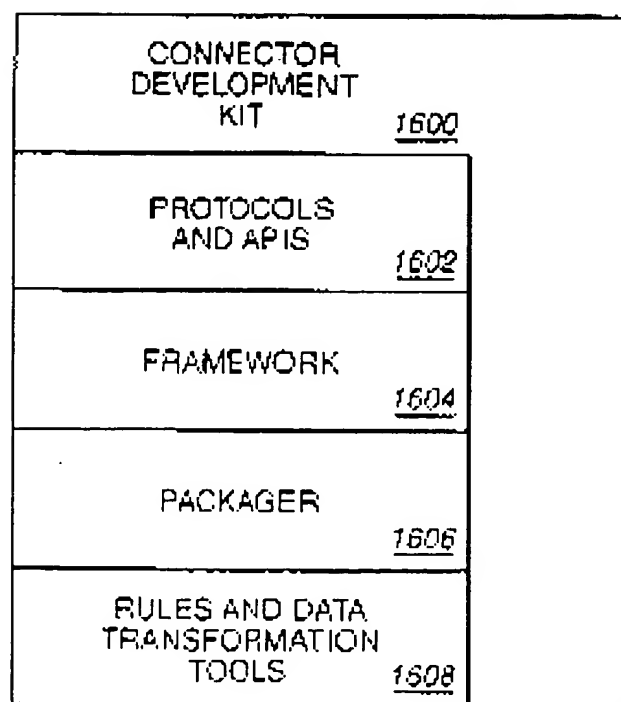 CONNECTOR
DEVELOPMENT
KIT
1600
PROTOCOLS
AND APIS
1602
FRAMEWORK
1604
PACKAGER
1606
RULES AND DATA
TRANSFORMATION
TOOLS
1608